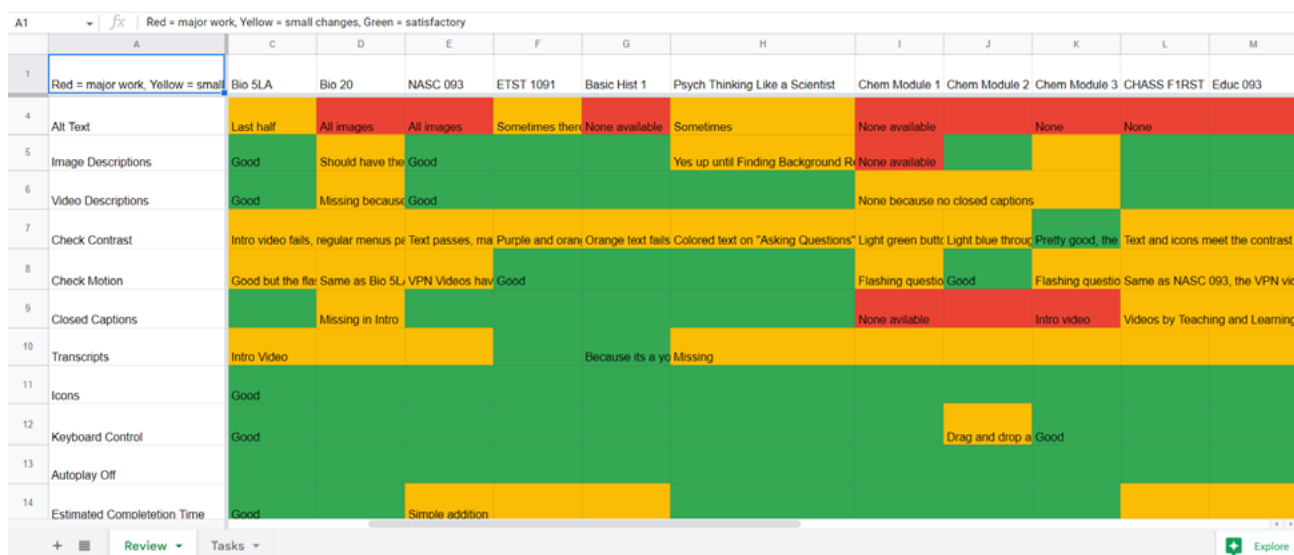 A1 fx Red = major work, Yellow = small changes, Green = satisfactory
A C D E F G H I J K L M
1 Red = major work, Yellow = small Bio 5LA Bio 20 NASC 093 ETST 1091 Basic Hist 1 Psych Thinking Like a Scientist Chem Module 1 Chem Module 2 Chem Module 3 CHASS F1RST Educ 093
4 Alt Text Last half All images All images Sometimes there None available Sometimes None available None None
5 Image Descriptions Good Should have the Good Yes up until Finding Background Re None available
6 Video Descriptions Good Missing because Good None because no closed captions
7 Check Contrast Intro video fails, regular menus pa Text passes, ma Purple and oran Orange text fails Colored text on "Asking Questions" Light green butt Light blue throug Pretty good, the Text and icons meet the contrast
8 Check Motion Good but the fla Same as Bio 5LA VPN Videos hav Good Flashing questio Good Flashing questio Same as NASC 093, the VPN vid
9 Closed Captions Missing in Intro None avilable Intro video Videos by Teaching and Learning
10 Transcripts Intro Video Because its a yo Missing
11 Icons Good
12 Keyboard Control Good Drag and drop a Good
13 Autoplay Off
14 Estimated Completetion Time Good Simple addition
+ Review Tasks Explore